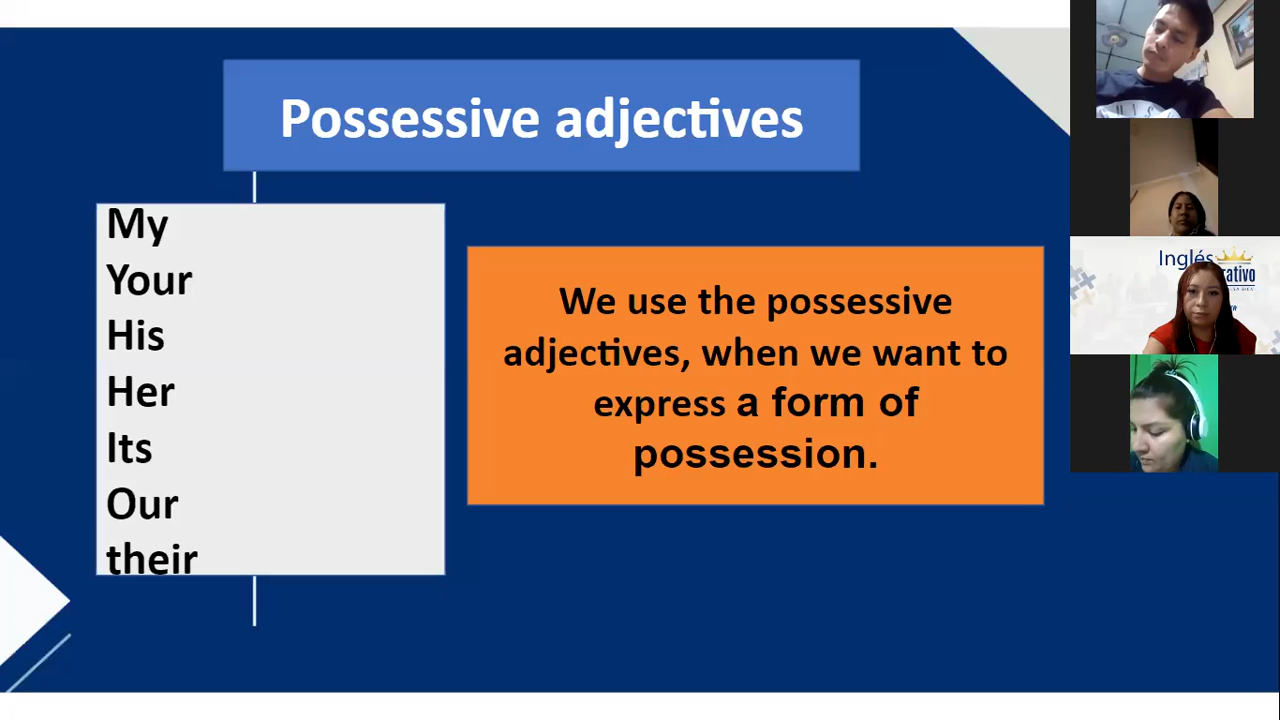 Possessive adjectives
My
Your
His
Her
Its
Our
their
We use the possessive
adjectives, when we want to
express a form of
possession.
Inglés